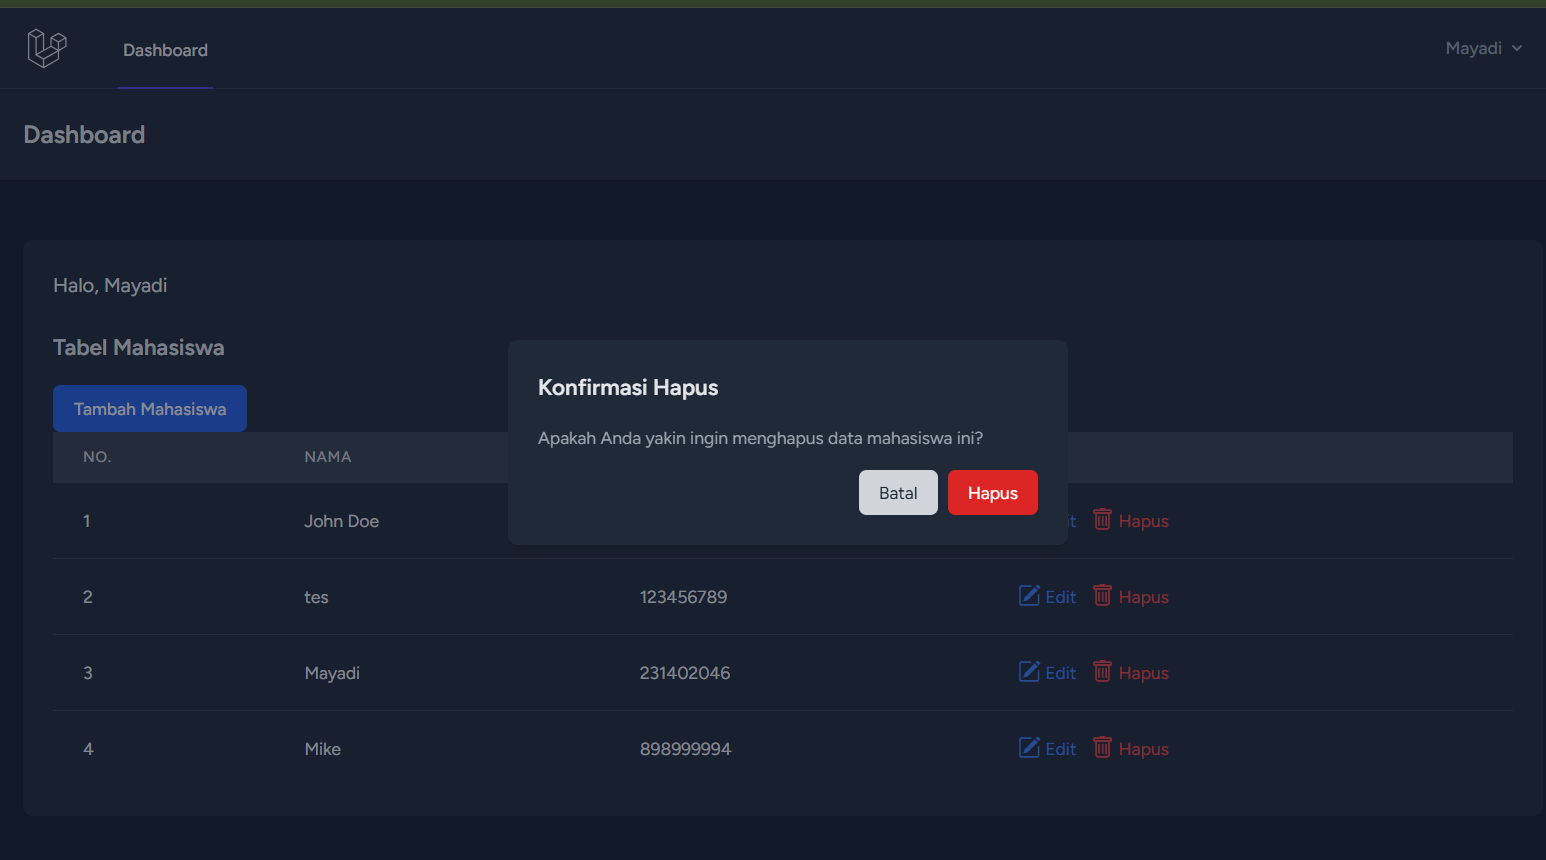 Dashboard
Mayadi
Dashboard
Halo, Mayadi
Tabel Mahasiswa
Tambah Mahasiswa
Konfirmasi Hapus
Apakah Anda yakin ingin menghapus data mahasiswa ini?
Batal Hapus
NO. NAMA
1 John Doe Hapus
2 tes 123456789 Edit Hapus
3 Mayadi 231402046 Edit Hapus
4 Mike 898999994 Edit Hapus